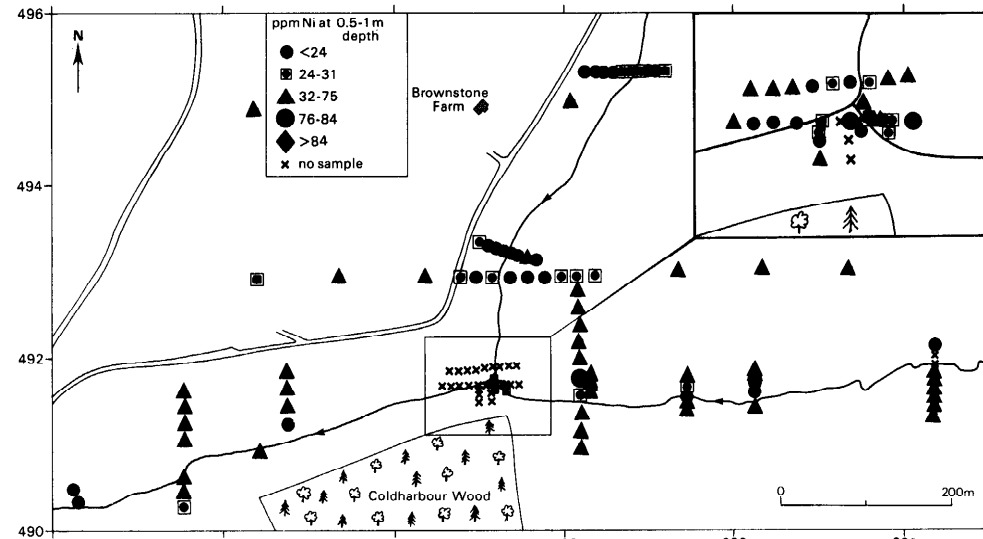 496
494
492
490
N
ppm Ni at 0.5-1m
depth
<24
24-31
32-75
76-84
>84
no sample
Brownstone
Farm
Coldharbour Wood
0
200m